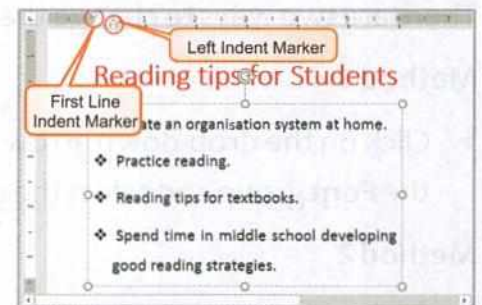 Left Indent Marker
Reading tips for Students
First Line
Indent Marker
ate an organisation system at home.
❖ Practice reading.
❖ Reading tips for textbooks.
❖ Spend time in middle school developing
good reading strategies.